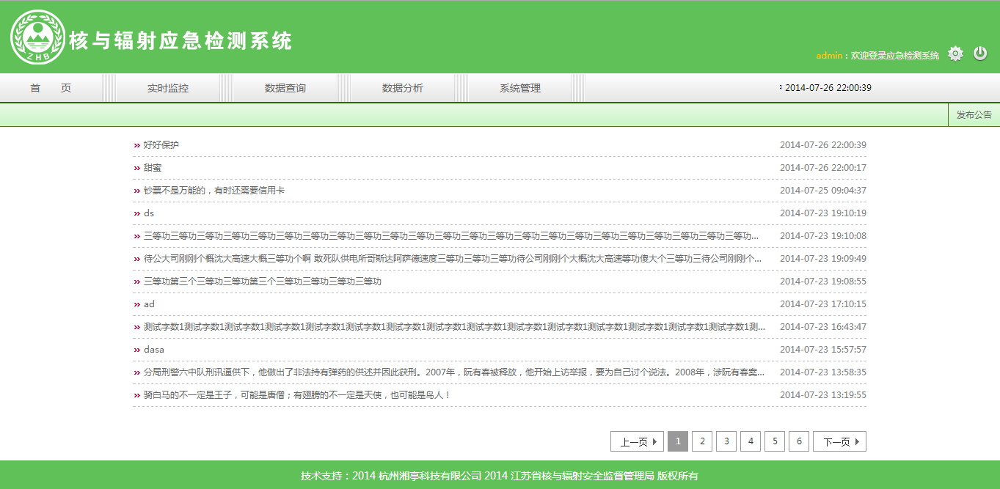 ZHB
核与辐射应急检测系统
admin：欢迎登录应急检测系统
首 页 实时监控 数据查询 数据分析 系统管理 2014-07-26 22:00:39
发布公告
» 好好保护 2014-07-26 22:00:39
» 甜蜜 2014-07-26 22:00:17
» 钞票不是万能的，有时还需要信用卡 2014-07-25 09:04:37
» ds 2014-07-23 19:10:19
» 三等功三等功三等功三等功三等功三等功三等功三等功三等功三等功三等功三等功三等功三等功三等功三等功三等功三等功三等功三等功三等功三等功三等功... 2014-07-23 19:10:08
» 待公大司刚刚个概沈大高速大概三等功个啊 敢死队供电所哥斯达阿萨德速度三等功三等功三等功待公司刚刚个大概沈大高速等功傻大个三等功三待公司刚刚个... 2014-07-23 19:09:49
» 三等功第三个三等功三等功第三个三等功三等功三等功三等功 2014-07-23 19:08:55
» ad 2014-07-23 17:10:15
» 测试字数1测试字数1测试字数1测试字数1测试字数1测试字数1测试字数1测试字数1测试字数1测试字数1测试字数1测试字数1测试字数1测试字数1测试字数1测... 2014-07-23 16:43:47
» dasa 2014-07-23 15:57:57
» 分局刑警六中队刑讯逼供下，他做出了非法持有弹药的供述并因此获刑。2007年，阮有春被释放，他开始上访举报，要为自己讨个说法。2008年，涉阮有春案... 2014-07-23 13:58:35
» 骑白马的不一定是王子，可能是唐僧；有翅膀的不一定是天使，也可能是鸟人！ 2014-07-23 13:19:55
上一页 1 2 3 4 5 6 下一页
技术支持：2014 杭州湘亭科技有限公司 2014 江苏省核与辐射安全监督管理局 版权所有